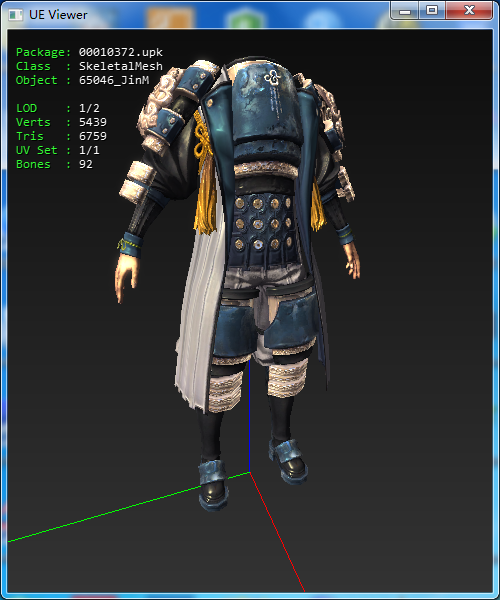 UE Viewer
Package: 00010372.upk
Class : SkeletalMesh
Object : 65046_JinM
LOD : 1/2
Verts : 5439
Tris : 6759
UV Set : 1/1
Bones : 92